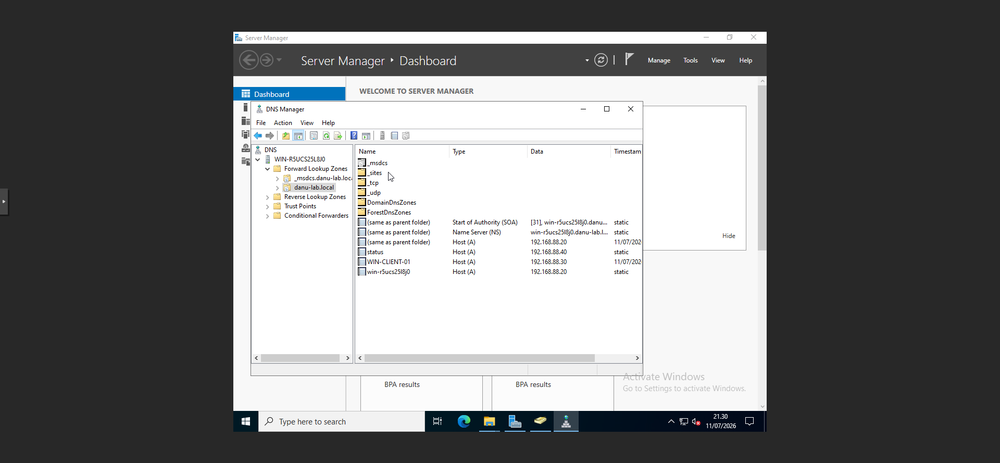 Server Manager
Server Manager Dashboard
Manage Tools View Help
Dashboard
WELCOME TO SERVER MANAGER
DNS Manager
File Action View Help
DNS
WIN-R5UCS25L8J0
Forward Lookup Zones
_msdcs.danu-lab.loca
danu-lab.local
Reverse Lookup Zones
Trust Points
Conditional Forwarders
Name Type Data Timestam
_msdcs
_sites
_tcp
_udp
DomainDnsZones
ForestDnsZones
(same as parent folder) Start of Authority (SOA) [31], win-r5ucs25l8j0.danu... static
(same as parent folder) Name Server (NS) win-r5ucs25l8j0.danu-lab.l... static
(same as parent folder) Host (A) 192.168.88.20 11/07/202
status Host (A) 192.168.88.40 static
WIN-CLIENT-01 Host (A) 192.168.88.30 11/07/202
win-r5ucs25l8j0 Host (A) 192.168.88.20 static
Hide
BPA results BPA results
Activate Windows
Go to Settings to activate Windows.
Type here to search
21.30
11/07/2026